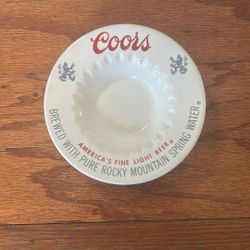 Coors
AMERICA'S FINE LIGHT BEER®
BREWED WITH PURE ROCKY MOUNTAIN SPRING WATER®